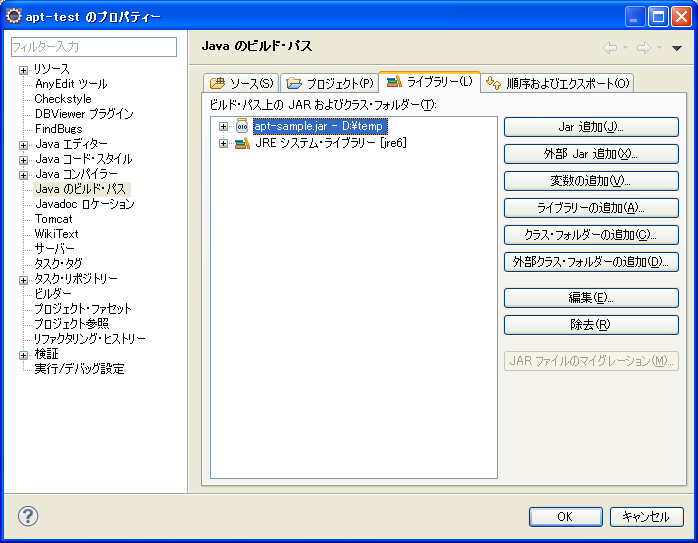 apt-test のプロパティー
フィルター入力
リソース
AnyEdit ツール
Checkstyle
DBViewer プラグイン
FindBugs
Java エディター
Java コード・スタイル
Java コンパイラー
Java のビルド・パス
Javadoc ロケーション
Tomcat
WikiText
サーバー
タスク・タグ
タスク・リポジトリー
ビルダー
プロジェクト・ファセット
プロジェクト参照
リファクタリング・ヒストリー
検証
実行/デバッグ設定
Java のビルド・パス
ソース(S)
プロジェクト(P)
ライブラリー(L)
順序およびエクスポート(O)
ビルド・パス上の JAR およびクラス・フォルダー(T):
apt-sample.jar - D:¥temp
JRE システム・ライブラリー [jre6]
Jar 追加(J)...
外部 Jar 追加(X)...
変数の追加(V)...
ライブラリーの追加(A)...
クラス・フォルダーの追加(C)...
外部クラス・フォルダーの追加(D)...
編集(E)...
除去(R)
JAR ファイルのマイグレーション(M)...
OK
キャンセル